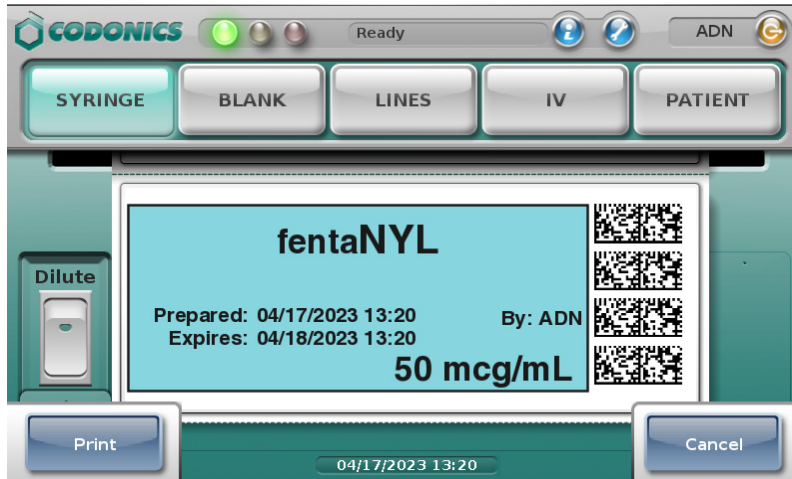 CODONICS Ready ADN
SYRINGE BLANK LINES IV PATIENT
fentaNYL
Dilute
Prepared: 04/17/2023 13:20 By: ADN
Expires: 04/18/2023 13:20
50 mcg/mL
Print Cancel
04/17/2023 13:20